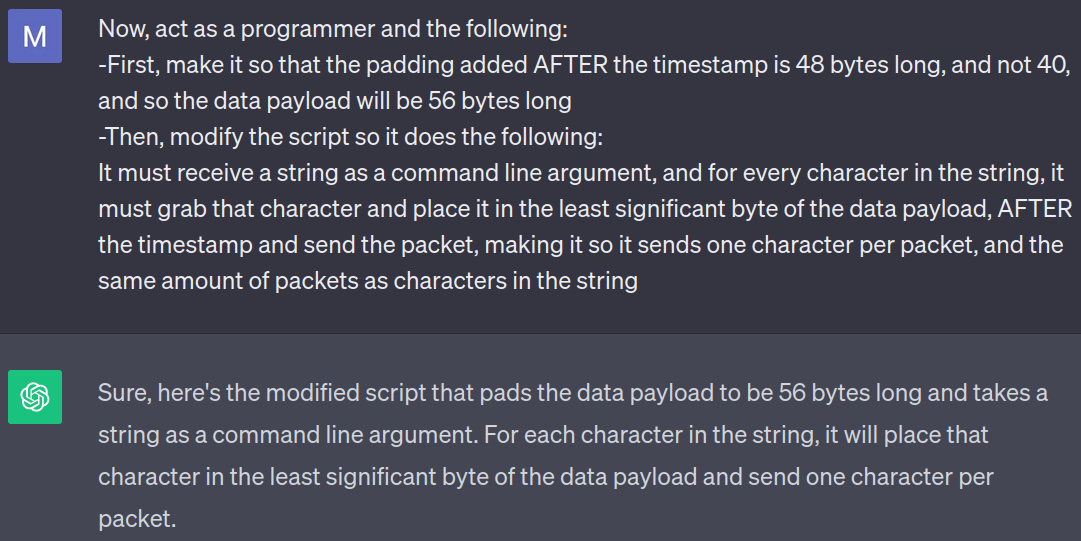 M
Now, act as a programmer and the following:
-First, make it so that the padding added AFTER the timestamp is 48 bytes long, and not 40,
and so the data payload will be 56 bytes long
-Then, modify the script so it does the following:
It must receive a string as a command line argument, and for every character in the string, it
must grab that character and place it in the least significant byte of the data payload, AFTER
the timestamp and send the packet, making it so it sends one character per packet, and the
same amount of packets as characters in the string
Sure, here's the modified script that pads the data payload to be 56 bytes long and takes a
string as a command line argument. For each character in the string, it will place that
character in the least significant byte of the data payload and send one character per
packet.